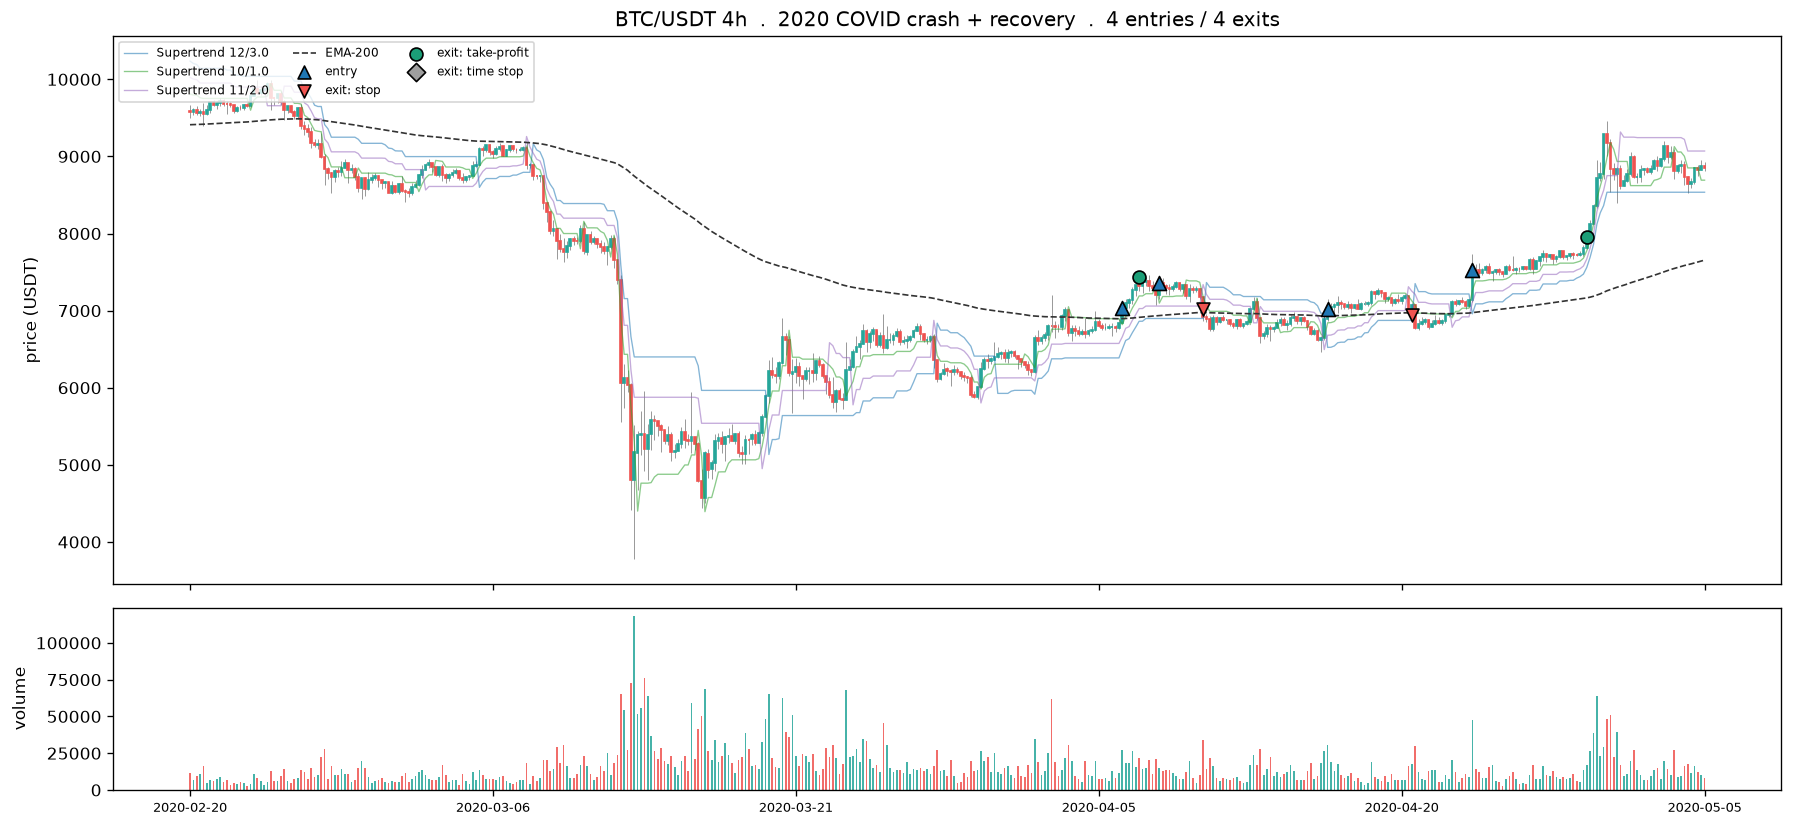 BTC/USDT 4h . 2020 COVID crash + recovery . 4 entries / 4 exits
Supertrend 12/3.0
Supertrend 10/1.0
Supertrend 11/2.0
EMA-200
entry
exit: stop
exit: take-profit
exit: time stop
price (USDT)
10000
9000
8000
7000
6000
5000
4000
volume
100000
75000
50000
25000
0
2020-02-20
2020-03-06
2020-03-21
2020-04-05
2020-04-20
2020-05-05